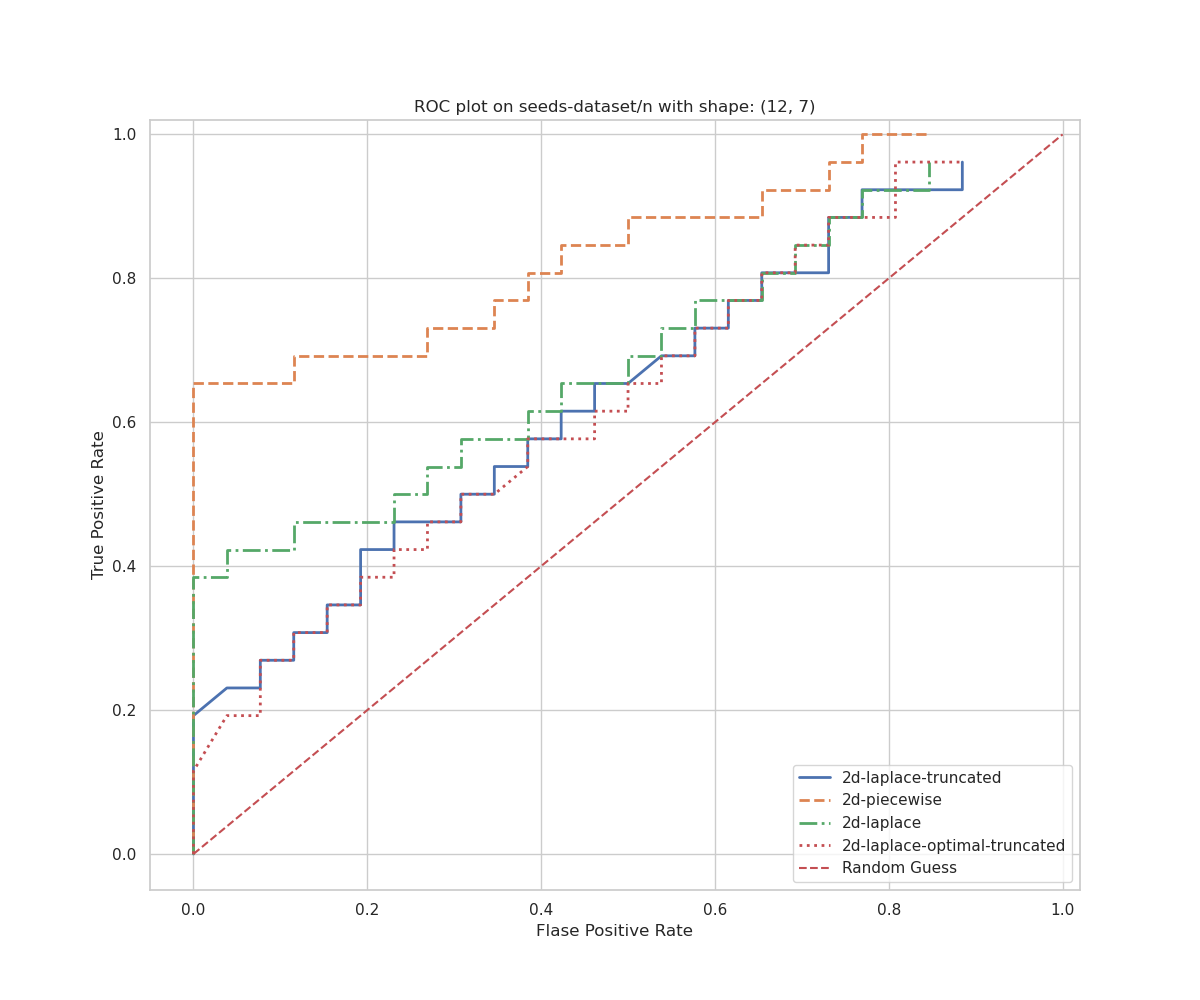 ROC plot on seeds-dataset/n with shape: (12, 7)
1.0
0.8
0.6
0.4
0.2
0.0
True Positive Rate
2d-laplace-truncated
2d-piecewise
2d-laplace
2d-laplace-optimal-truncated
Random Guess
0.0 0.2 0.4 0.6 0.8 1.0
Flase Positive Rate